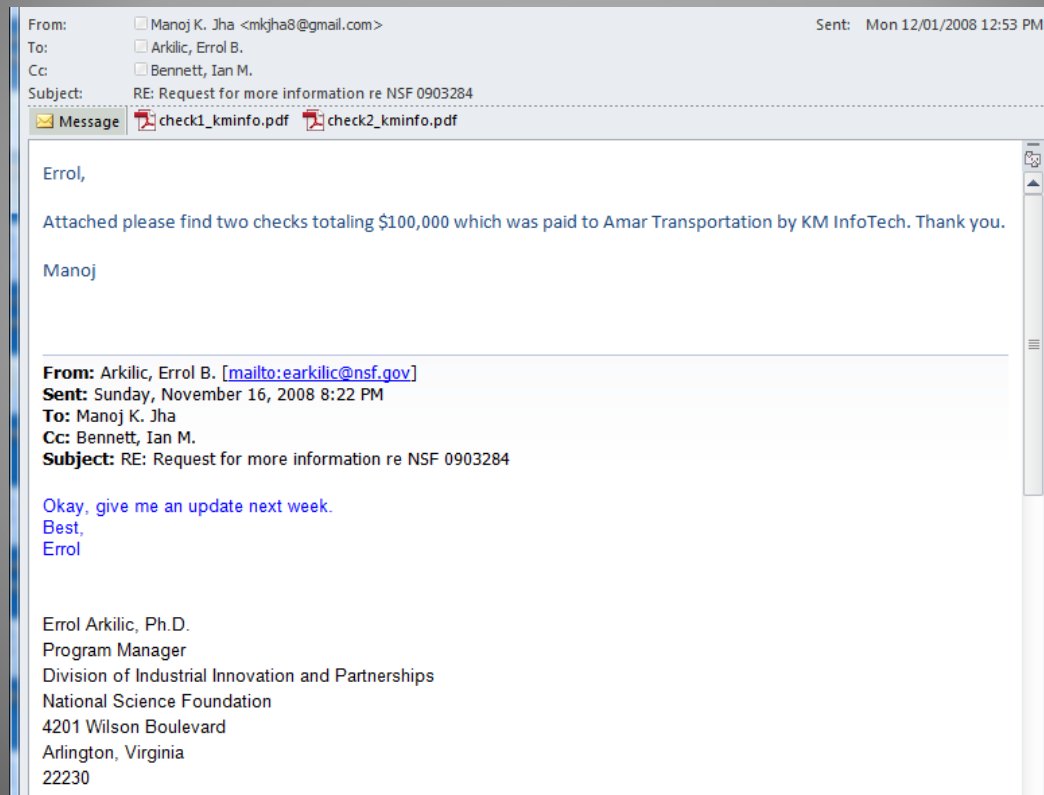 From: Manoj K. Jha <mkjha8@gmail.com> Sent: Mon 12/01/2008 12:53 PM
To: Arkilic, Errol B.
Cc: Bennett, Ian M.
Subject: RE: Request for more information re NSF 0903284
Message check1_kminfo.pdf check2_kminfo.pdf
Errol,
Attached please find two checks totaling $100,000 which was paid to Amar Transportation by KM InfoTech. Thank you.
Manoj
From: Arkilic, Errol B. [mailto:earkilic@nsf.gov]
Sent: Sunday, November 16, 2008 8:22 PM
To: Manoj K. Jha
Cc: Bennett, Ian M.
Subject: RE: Request for more information re NSF 0903284
Okay, give me an update next week.
Best,
Errol
Errol Arkilic, Ph.D.
Program Manager
Division of Industrial Innovation and Partnerships
National Science Foundation
4201 Wilson Boulevard
Arlington, Virginia
22230